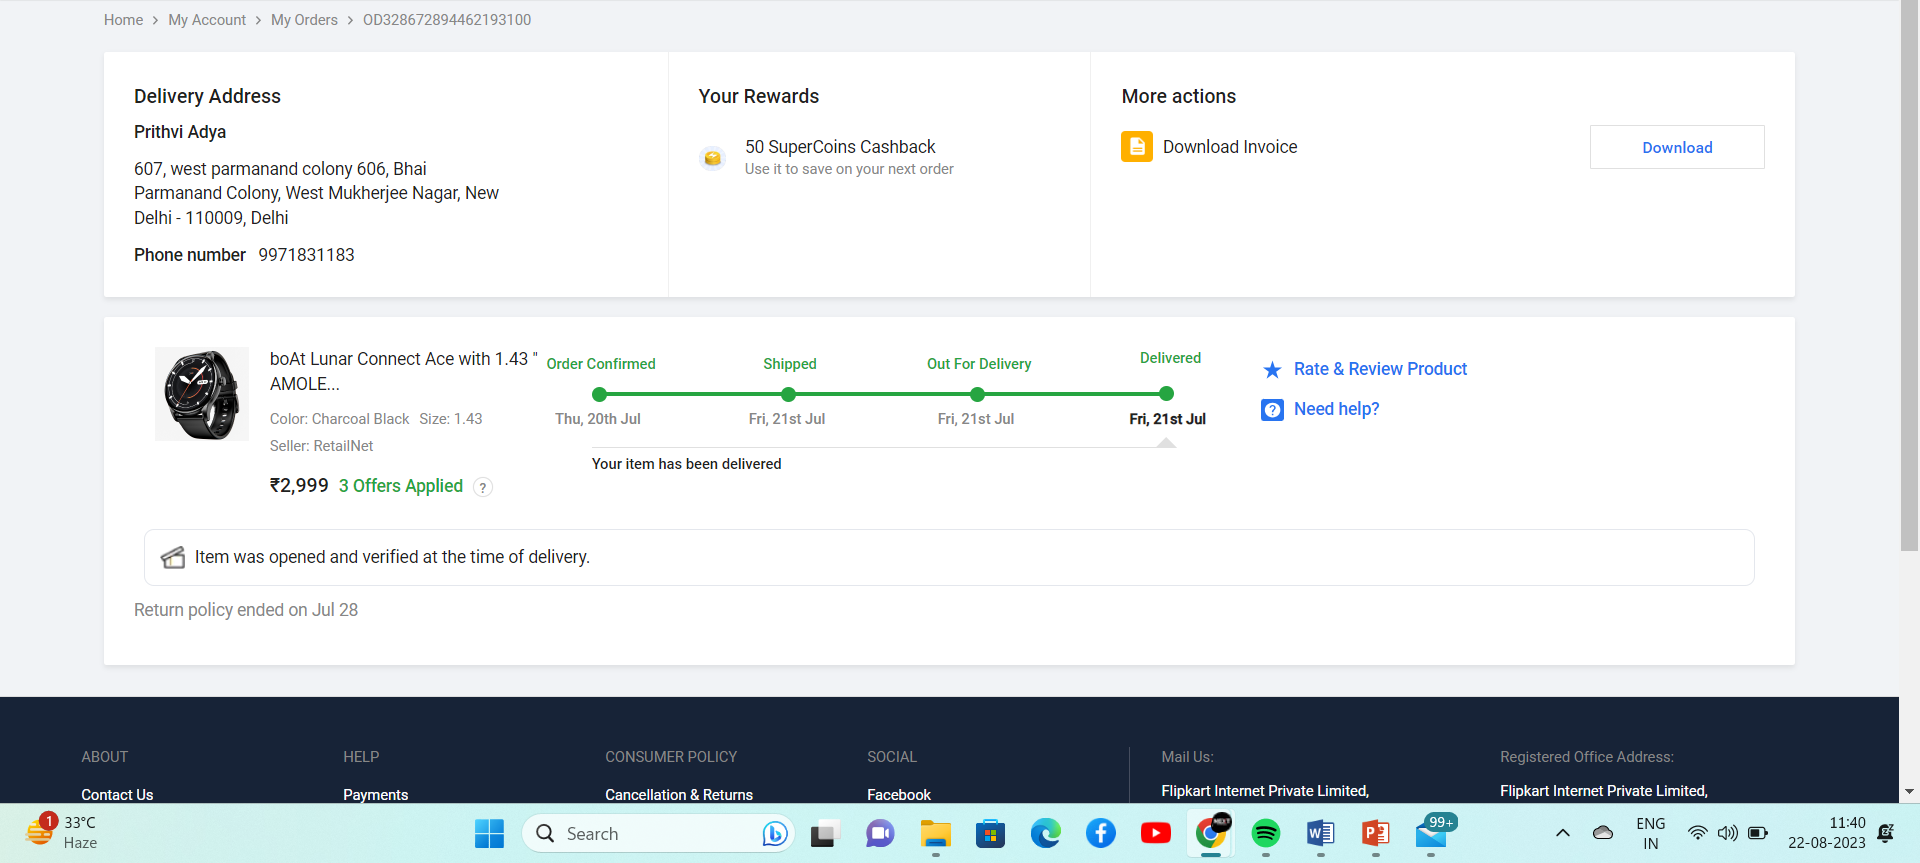 Home > My Account > My Orders > OD328672894462193100
Delivery Address
Prithvi Adya
607, west parmanand colony 606, Bhai
Parmanand Colony, West Mukherjee Nagar, New
Delhi - 110009, Delhi
Phone number 9971831183
Your Rewards
50 SuperCoins Cashback
Use it to save on your next order
More actions
Download Invoice
Download
boAt Lunar Connect Ace with 1.43 "
AMOLE...
Color: Charcoal Black Size: 1.43
Seller: RetailNet
₹2,999 3 Offers Applied ?
Order Confirmed Shipped Out For Delivery Delivered
Thu, 20th Jul Fri, 21st Jul Fri, 21st Jul Fri, 21st Jul
Your item has been delivered
Rate & Review Product
Need help?
Item was opened and verified at the time of delivery.
Return policy ended on Jul 28
ABOUT
Contact Us
HELP
Payments
CONSUMER POLICY
Cancellation & Returns
SOCIAL
Facebook
Mail Us:
Flipkart Internet Private Limited,
Registered Office Address:
Flipkart Internet Private Limited,
1
33°C
Haze
Search
99+
ENG
IN
11:40
22-08-2023